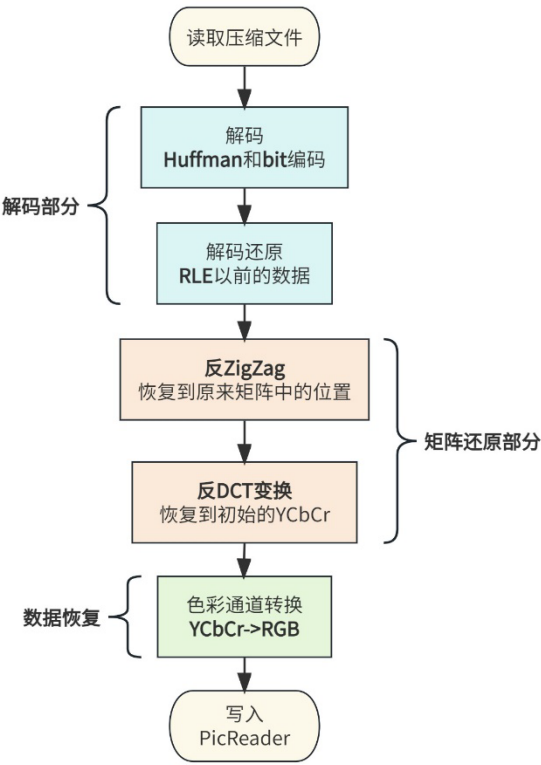 读取压缩文件
解码
Huffman和bit编码
解码部分
解码还原
RLE以前的数据
反ZigZag
恢复到原来矩阵中的位置
矩阵还原部分
反DCT变换
恢复到初始的YCbCr
色彩通道转换
YCbCr->RGB
数据恢复
写入
PicReader